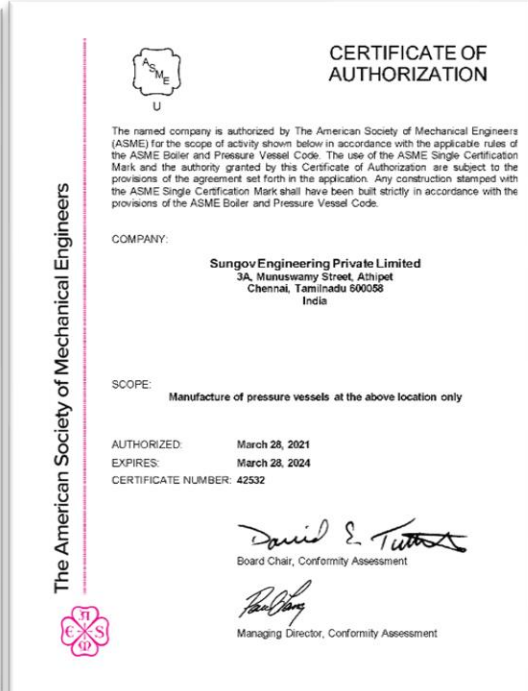 ASME
U
CERTIFICATE OF
AUTHORIZATION
The named company is authorized by The American Society of Mechanical Engineers
(ASME) for the scope of activity shown below in accordance with the applicable rules of
the ASME Boiler and Pressure Vessel Code. The use of the ASME Single Certification
Mark and the authority granted by this Certificate of Authorization are subject to the
provisions of the agreement set forth in the application. Any construction stamped with
the ASME Single Certification Mark shall have been built strictly in accordance with the
provisions of the ASME Boiler and Pressure Vessel Code.
COMPANY:
Sungov Engineering Private Limited
3A, Munuswamy Street, Athipet
Chennai, Tamilnadu 600058
India
SCOPE:
Manufacture of pressure vessels at the above location only
AUTHORIZED: March 28, 2021
EXPIRES: March 28, 2024
CERTIFICATE NUMBER: 42532
Board Chair, Conformity Assessment
Managing Director, Conformity Assessment
The American Society of Mechanical Engineers
ASME